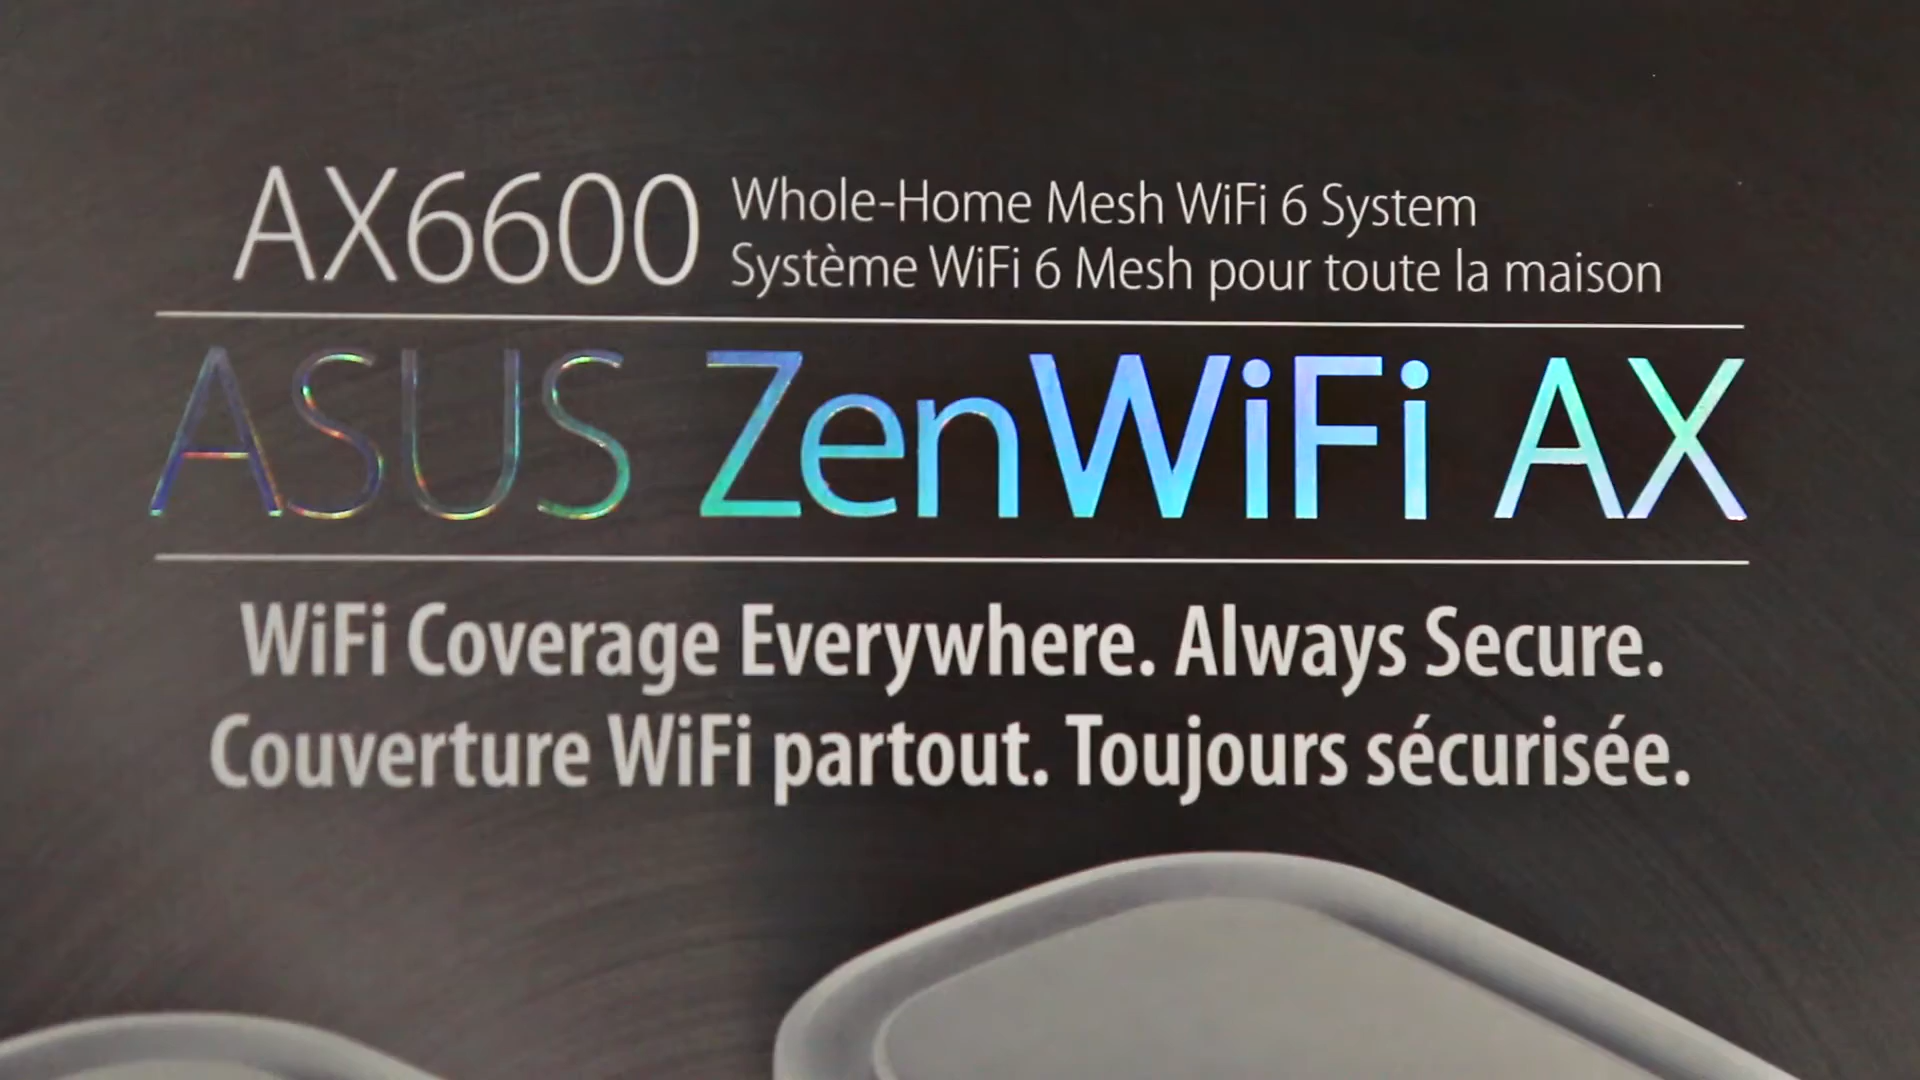 AX6600
Whole-Home Mesh WiFi 6 System
Système WiFi 6 Mesh pour toute la maison
ASUS ZenWiFi AX
WiFi Coverage Everywhere. Always Secure.
Couverture WiFi partout. Toujours sécurisée.